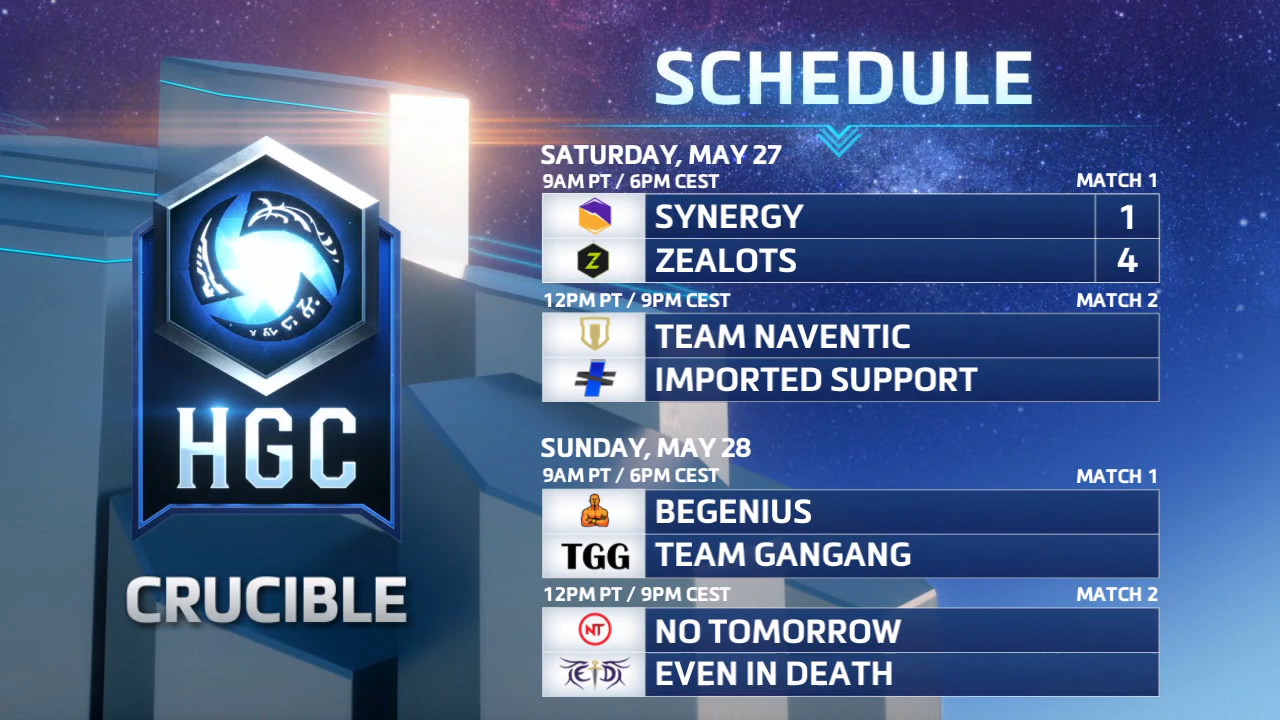 SCHEDULE
SATURDAY, MAY 27
9AM PT / 6PM CEST MATCH 1
SYNERGY 1
Z ZEALOTS 4
12PM PT / 9PM CEST MATCH 2
TEAM NAVENTIC
IMPORTED SUPPORT
SUNDAY, MAY 28
9AM PT / 6PM CEST MATCH 1
BEGENIUS
TGG TEAM GANGANG
12PM PT / 9PM CEST MATCH 2
NT NO TOMORROW
EID EVEN IN DEATH
HGC
CRUCIBLE